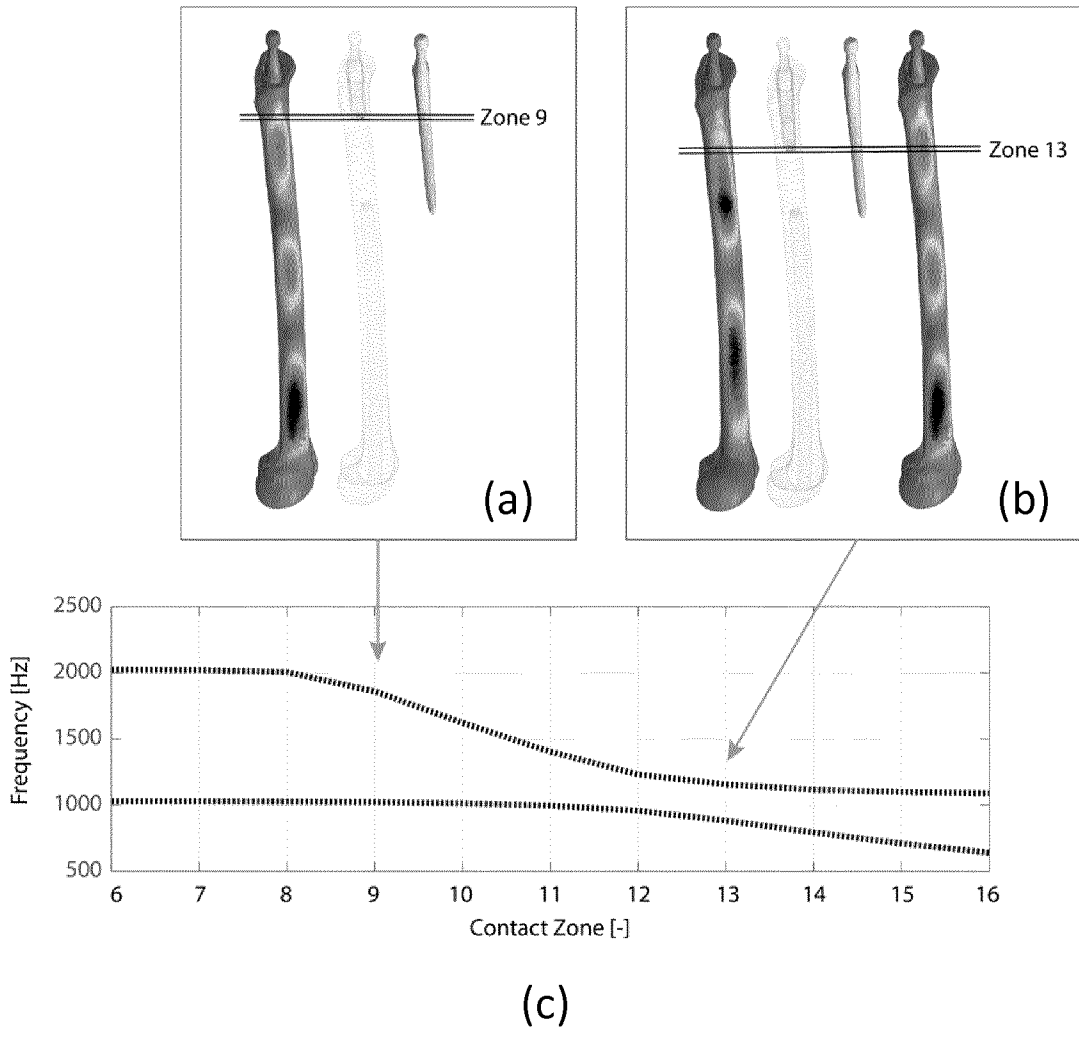 Zone 9
Zone 13
(a)
(b)
2500
2000
1500
1000
500
Frequency [Hz]
6 7 8 9 10 11 12 13 14 15 16
Contact Zone [-]
(c)